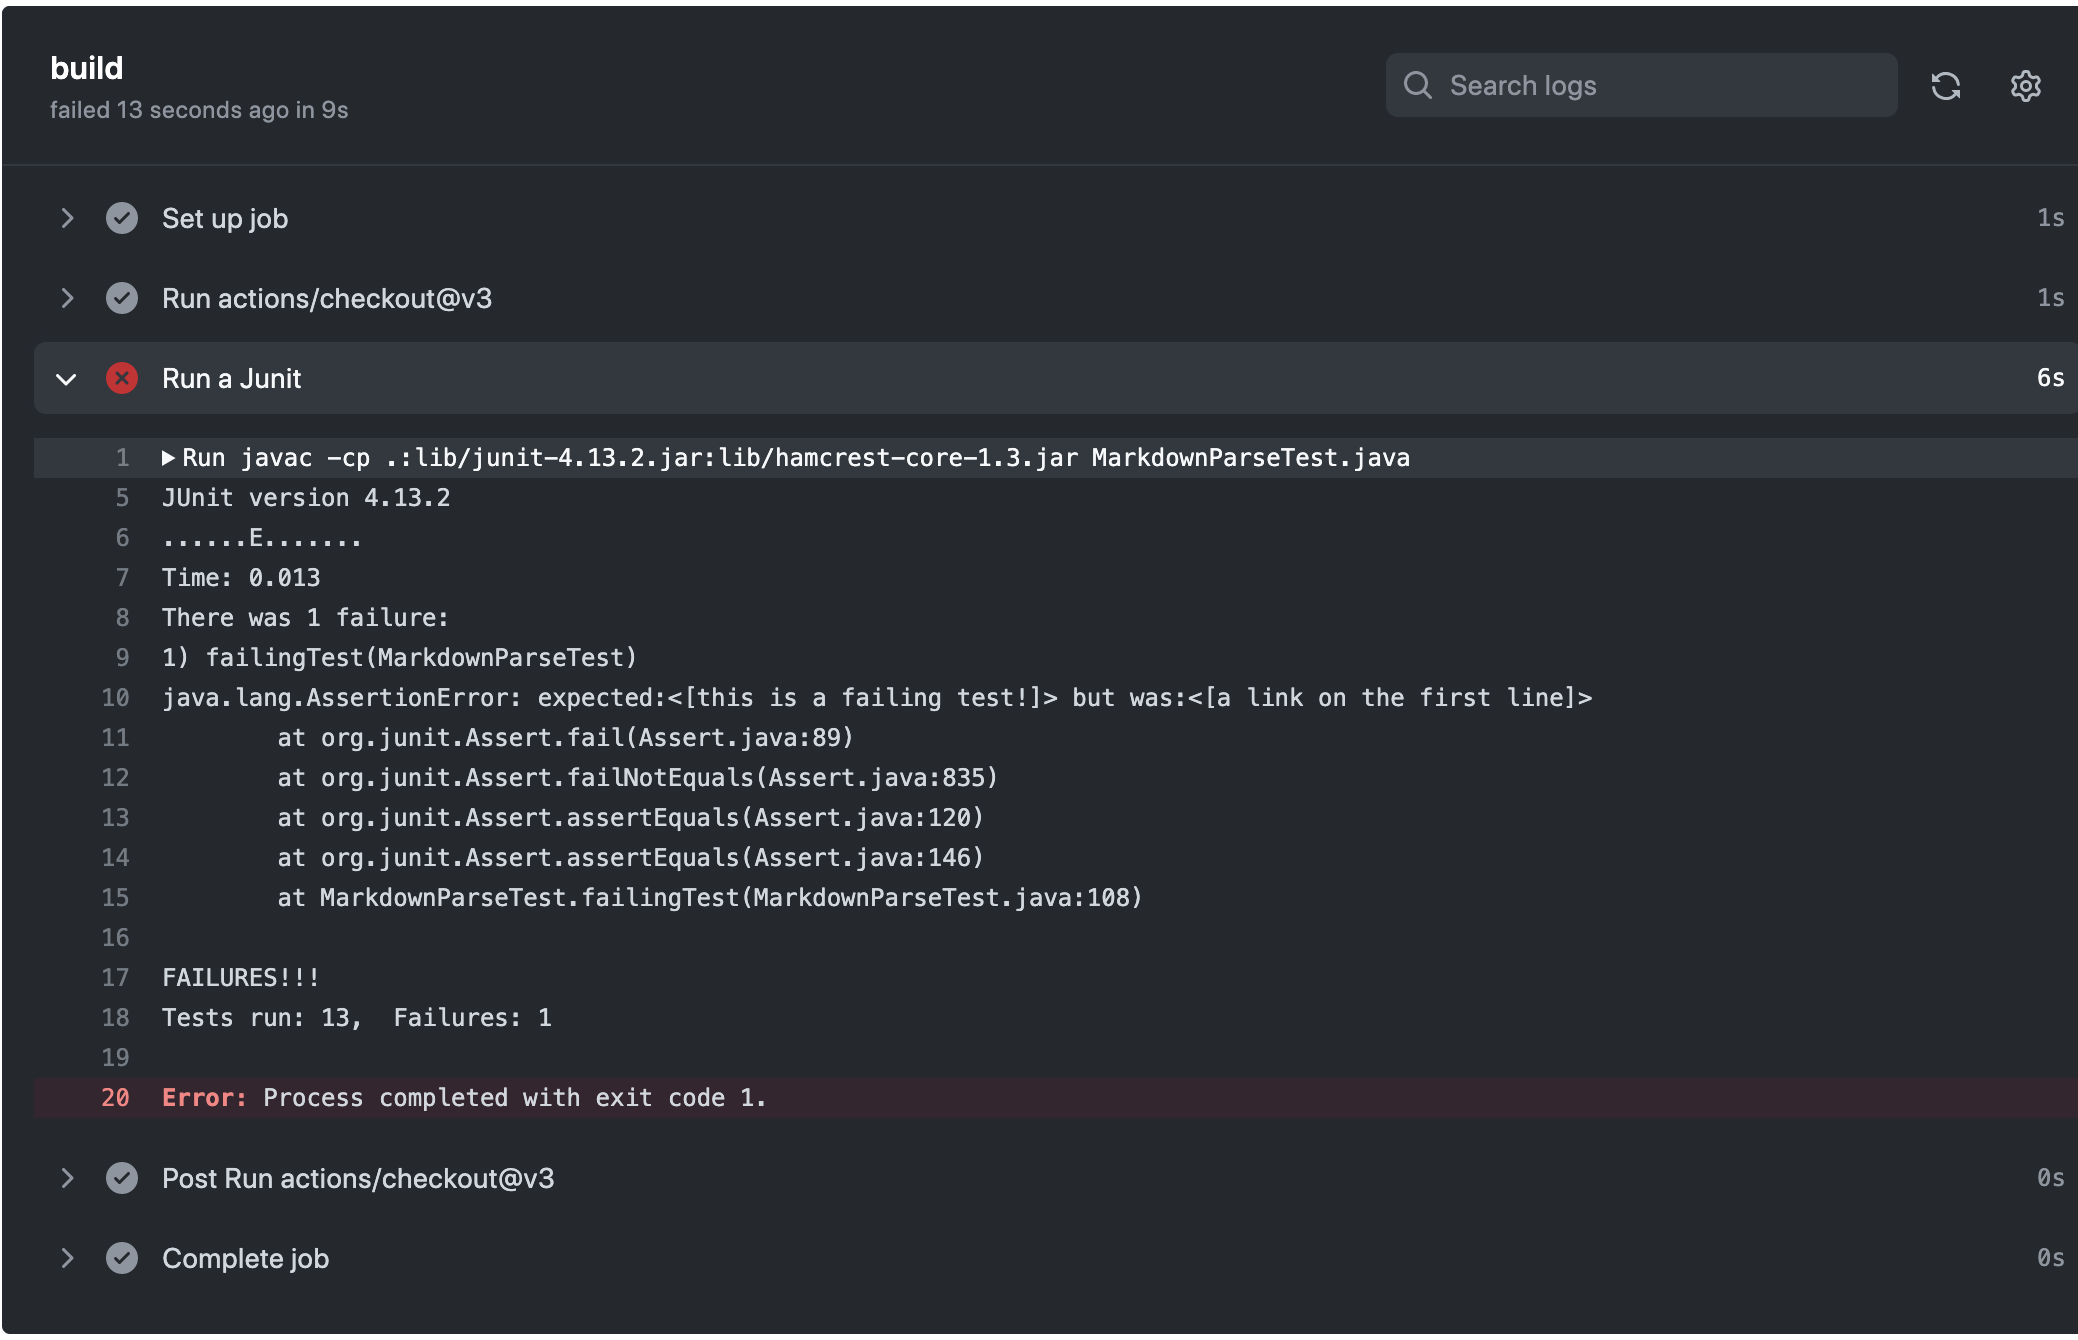 build
failed 13 seconds ago in 9s
Search logs
Set up job 1s
Run actions/checkout@v3 1s
Run a Junit 6s
1 Run javac -cp .:lib/junit-4.13.2.jar:lib/hamcrest-core-1.3.jar MarkdownParseTest.java
5 JUnit version 4.13.2
6 ......E.......
7 Time: 0.013
8 There was 1 failure:
9 1) failingTest(MarkdownParseTest)
10 java.lang.AssertionError: expected:<[this is a failing test!]> but was:<[a link on the first line]>
11 at org.junit.Assert.fail(Assert.java:89)
12 at org.junit.Assert.failNotEquals(Assert.java:835)
13 at org.junit.Assert.assertEquals(Assert.java:120)
14 at org.junit.Assert.assertEquals(Assert.java:146)
15 at MarkdownParseTest.failingTest(MarkdownParseTest.java:108)
16
17 FAILURES!!!
18 Tests run: 13,  Failures: 1
19
20 Error: Process completed with exit code 1.
Post Run actions/checkout@v3 0s
Complete job 0s